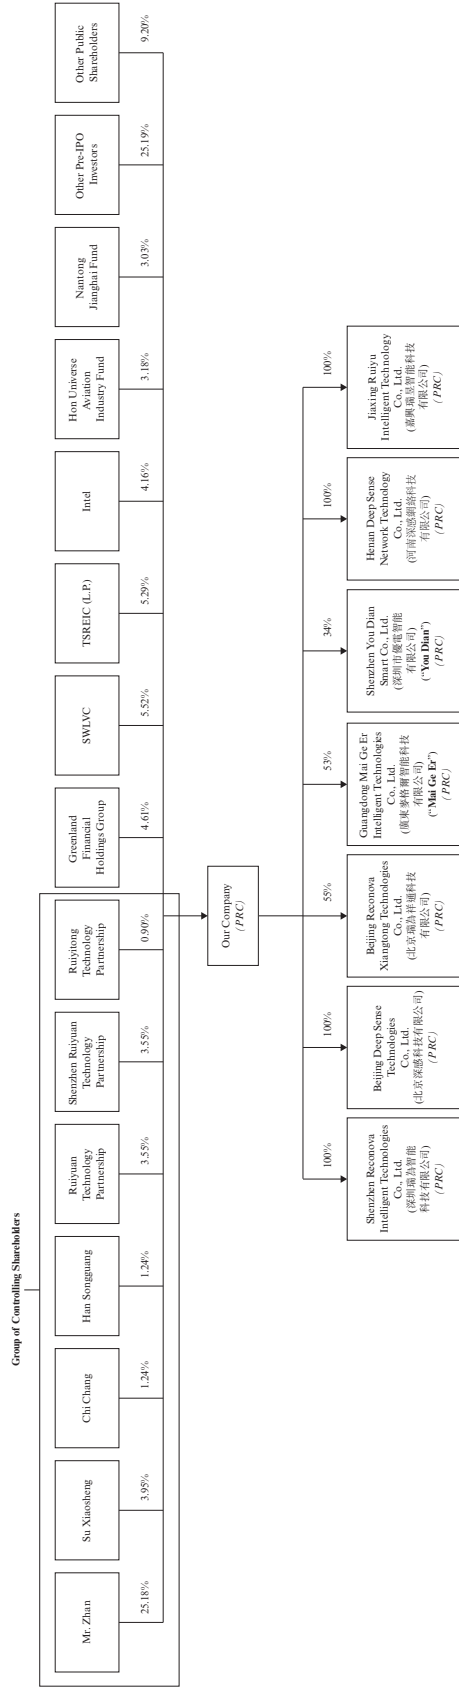 Group of Controlling Shareholders
Mr. Zhan
Su Xiaosheng
Chi Chang
Han Songguang
Ruiyuan
Technology
Partnership
Shenzhen Ruiyuan
Technology
Partnership
Ruiyitong
Technology
Partnership
Greenland
Financial
Holdings Group
SWLVC
TSREIC (L.P.)
Intel
Hon Universe
Aviation
Industry Fund
Nantong
Jianghai Fund
Other Pre-IPO
Investors
Other Public
Shareholders
25.18%
3.95%
1.24%
1.24%
3.55%
3.55%
0.90%
4.61%
5.52%
5.29%
4.16%
3.18%
3.03%
25.19%
9.20%
Our Company
(PRC)
100%
100%
55%
53%
34%
100%
100%
Shenzhen Reconova
Intelligent Technologies
Co., Ltd.
(深圳瑞為智能
科技有限公司)
(PRC)
Beijing Deep Sense
Technologies
Co., Ltd.
(北京深感科技有限公司)
(PRC)
Beijing Reconova
Xiangtong Technologies
Co., Ltd.
(北京瑞為祥通科技
有限公司)
(PRC)
Guangdong Mai Ge Er
Intelligent Technologies
Co., Ltd.
(廣東麥格爾智能科技
有限公司)
("Mai Ge Er")
(PRC)
Shenzhen You Dian
Smart Co., Ltd.
(深圳市優電智能
有限公司)
("You Dian")
(PRC)
Henan Deep Sense
Network Technology
Co., Ltd.
(河南深感網絡科技
有限公司)
(PRC)
Jiaxing Ruiyu
Intelligent Technology
Co., Ltd.
(嘉興瑞昱智能科技
有限公司)
(PRC)